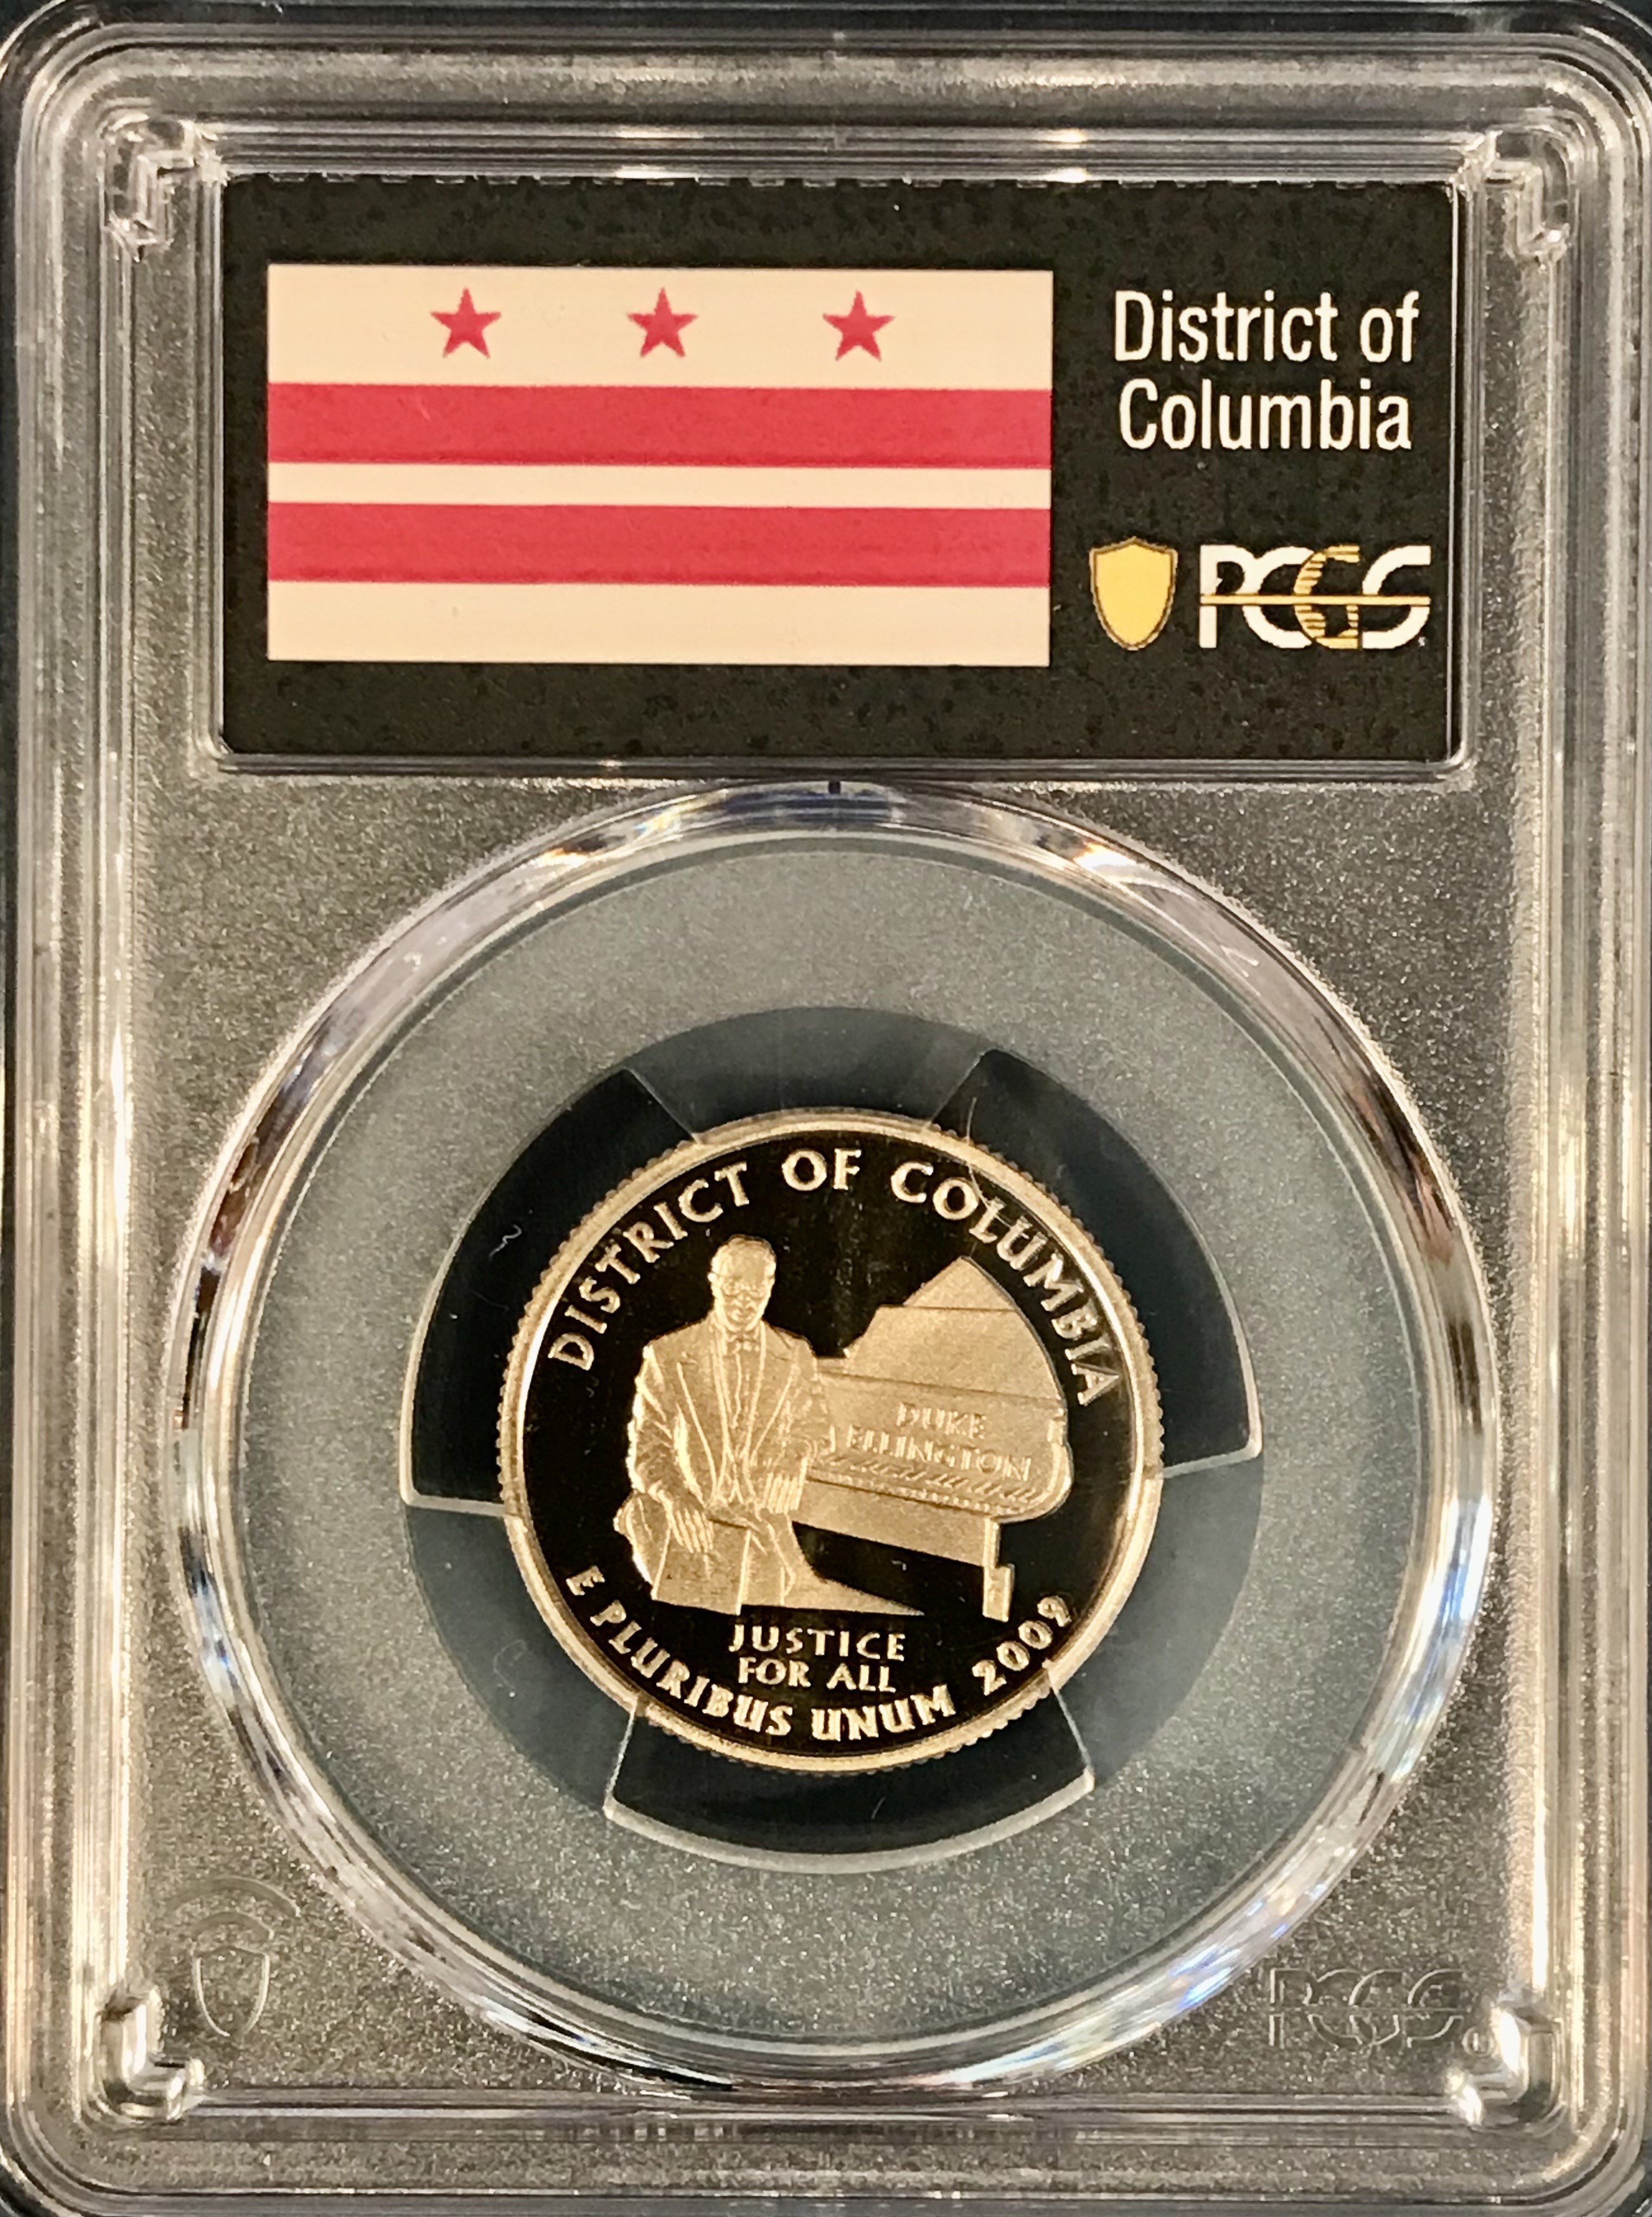 District of
Columbia
PCGS
DISTRICT OF COLUMBIA
DUKE
ELLINGTON
JUSTICE
FOR ALL
E PLURIBUS UNUM 2009
PCGS